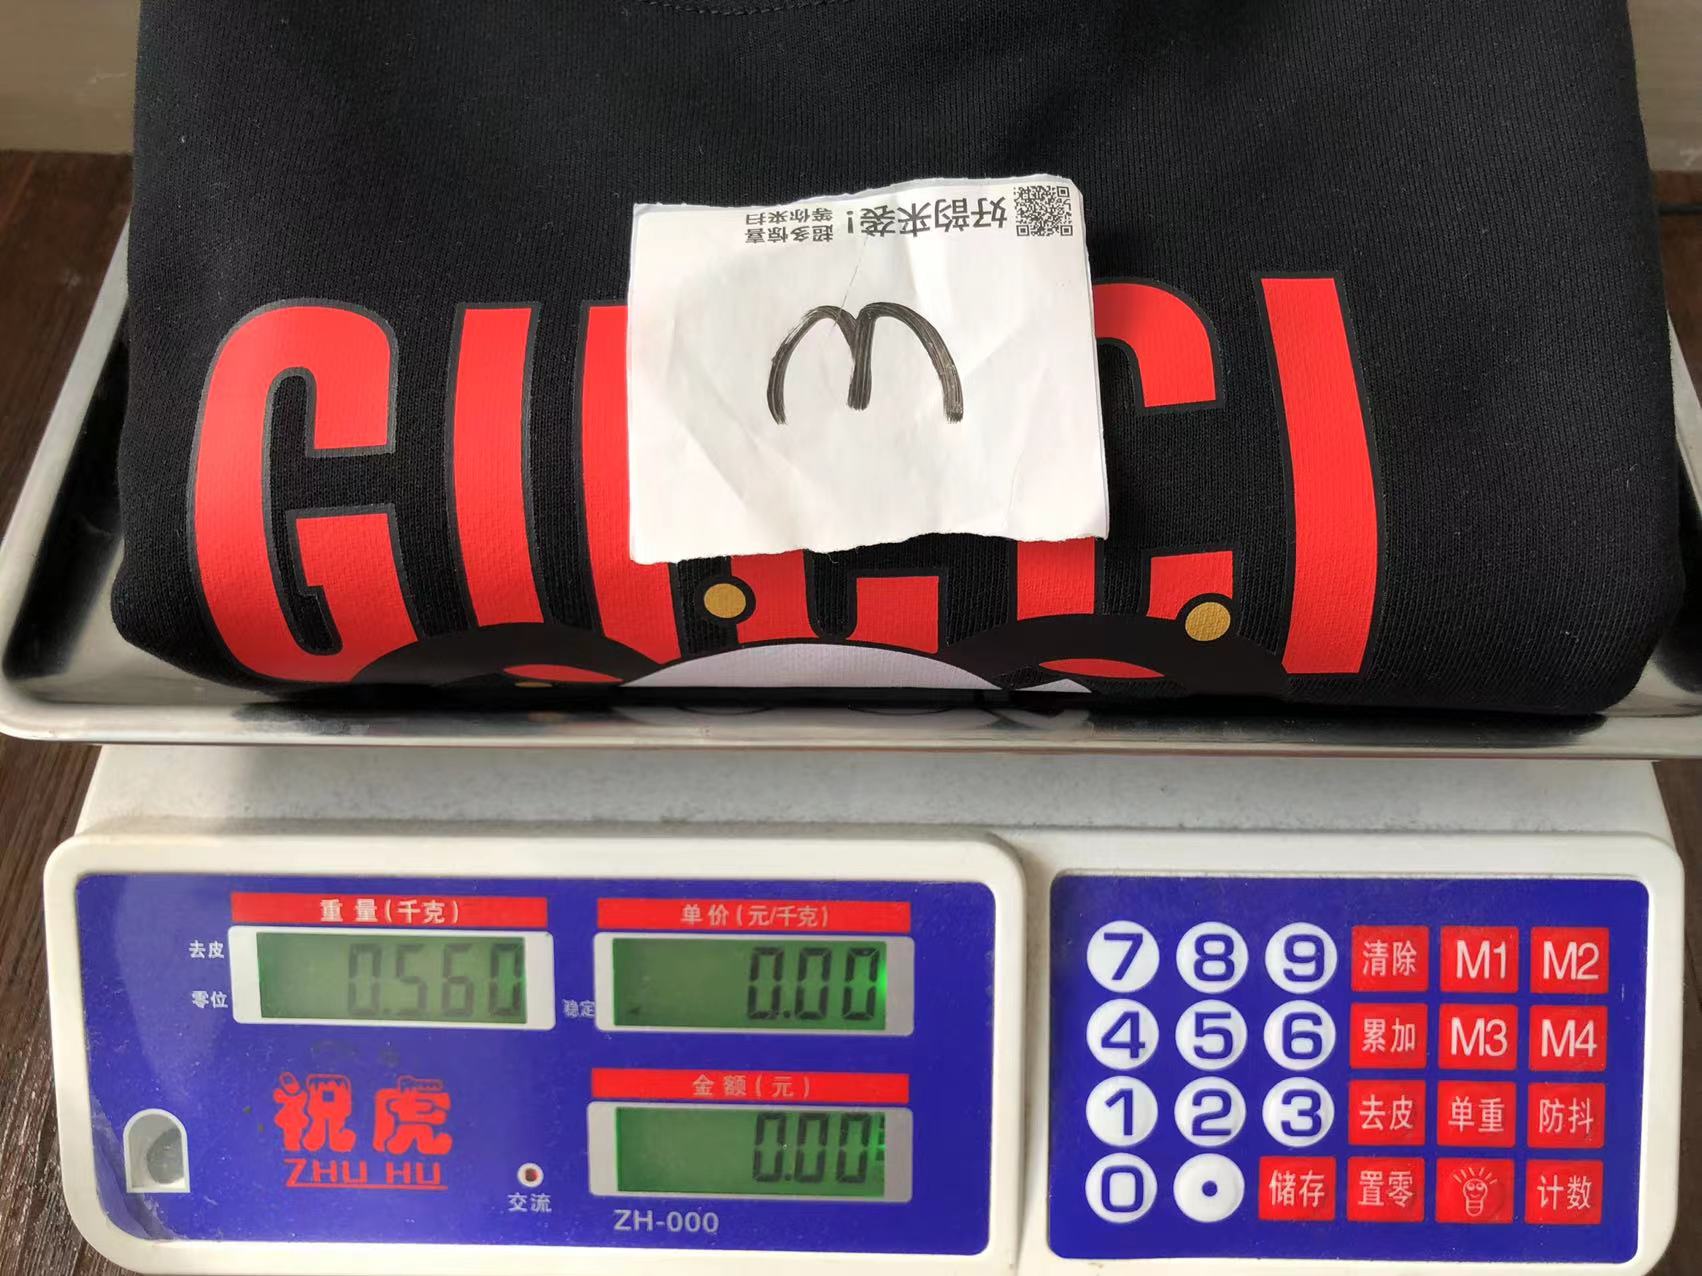 好韵来袭!
超多惊喜
等你来扫
m
GUCCI
重量(千克)
单价(元/千克)
去皮
零位
0.560
稳定
0.00
金额(元)
0.00
祝虎
ZHU HU
交流
ZH-000
7 8 9 清除 M1 M2
4 5 6 累加 M3 M4
1 2 3 去皮 单重 防抖
0 . 储存 置零 计数